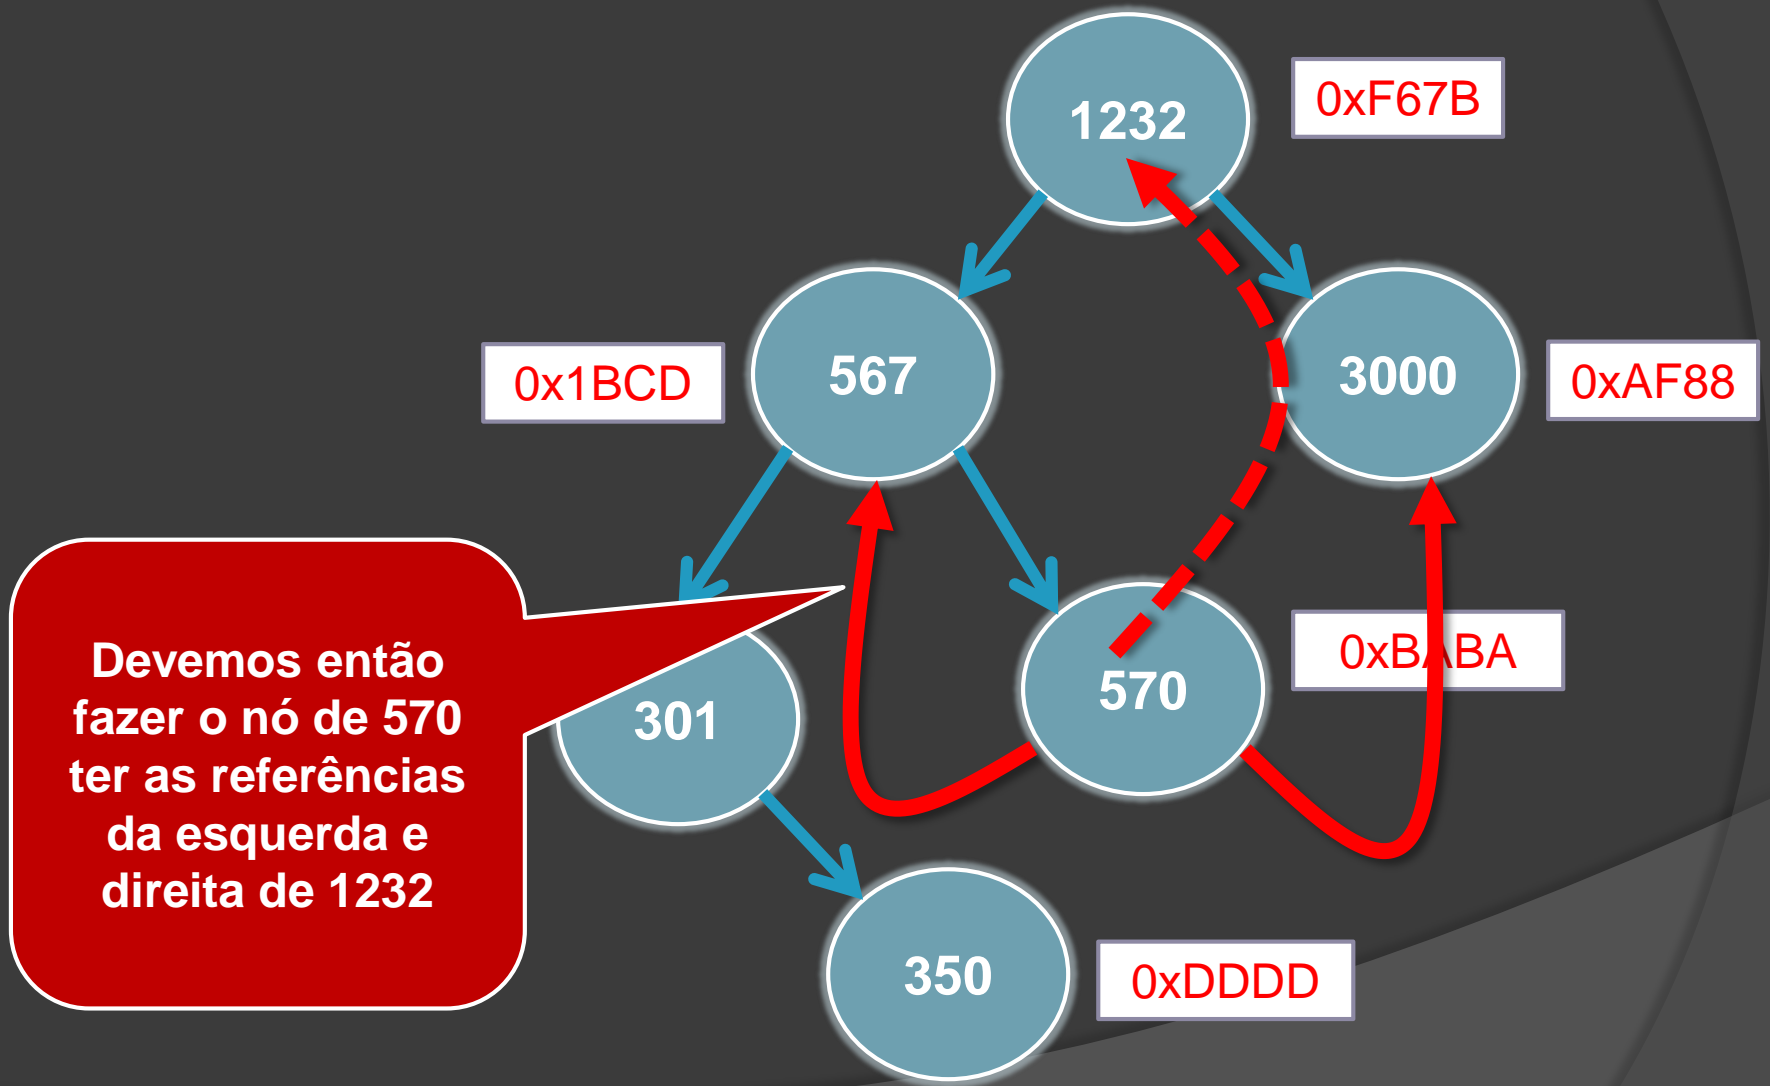 1232
0xF67B
0x1BCD
567
3000
0xAF88
Devemos então
fazer o nó de 570
ter as referências
da esquerda e
direita de 1232
301
570
0xBABA
350
0xDDDD